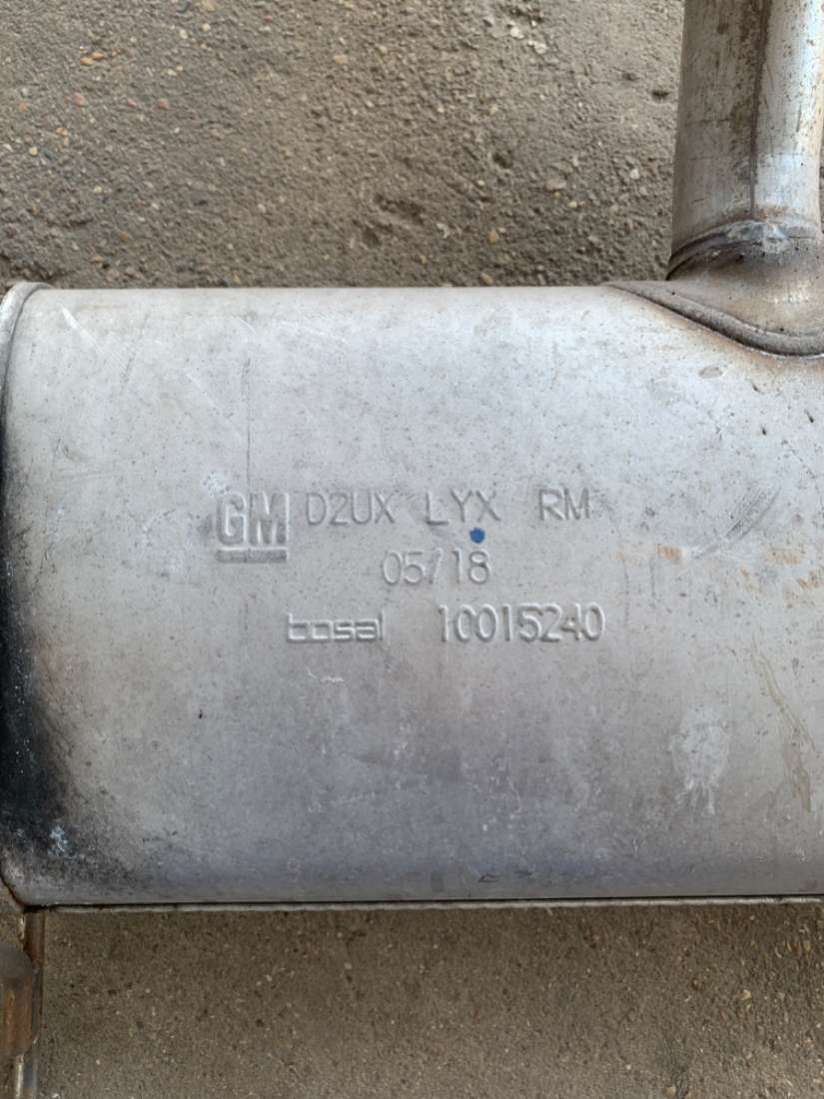 GM D2UX LYX RM
05/18
bosal 10015240